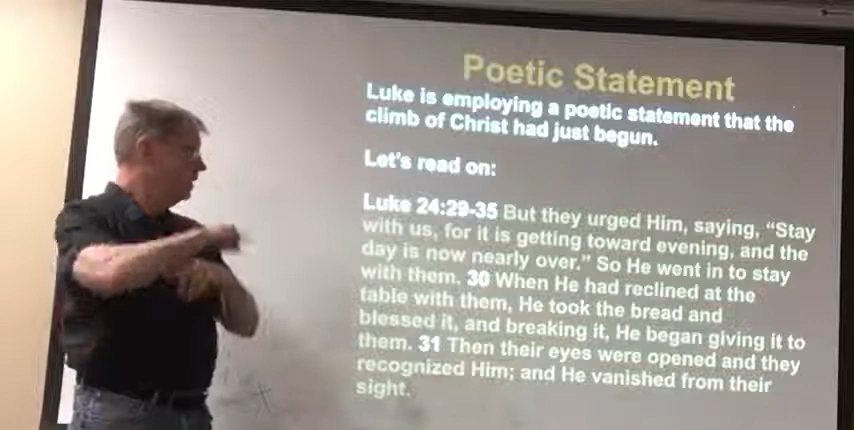 Poetic Statement
Luke is employing a poetic statement that the
climb of Christ had just begun.
Let's read on:
Luke 24:29-35 But they urged Him, saying, “Stay
with us, for it is getting toward evening, and the
day is now nearly over.” So He went in to stay
with them. 30 When He had reclined at the
table with them, He took the bread and
blessed it, and breaking it, He began giving it to
them. 31 Then their eyes were opened and they
recognized Him; and He vanished from their
sight.